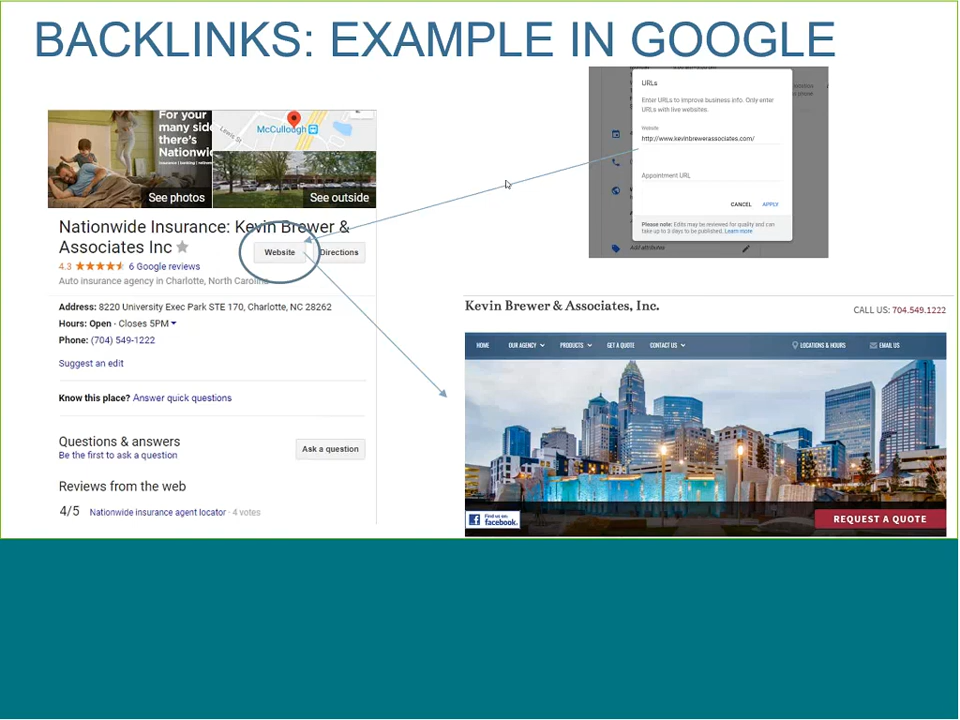 BACKLINKS: EXAMPLE IN GOOGLE
For your
many side
there's
Nationwi
See photos
Lewis St
McCullough
See outside
Nationwide Insurance: Kevin Brewer &
Associates Inc
Website
Directions
4.3
6 Google reviews
Auto insurance agency in Charlotte, North Carolina
Address: 8220 University Exec Park STE 170, Charlotte, NC 28262
Hours: Open · Closes 5PM
Phone: (704) 549-1222
Suggest an edit
Know this place? Answer quick questions
Questions & answers
Be the first to ask a question
Ask a question
Reviews from the web
4/5
Nationwide insurance agent locator · 4 votes
URLs
Enter URLs to improve business info. Only enter
URLs with live websites.
Website
http://www.kevinbrewerassociates.com/
Appointment URL
CANCEL
APPLY
Please note: Edits may be reviewed for quality and can
take up to 3 days to be published. Learn more
Add attributes
Kevin Brewer & Associates, Inc.
CALL US: 704.549.1222
HOME
OUR AGENCY
PRODUCTS
GET A QUOTE
CONTACT US
LOCATIONS & HOURS
EMAIL US
Find us on
facebook.
REQUEST A QUOTE